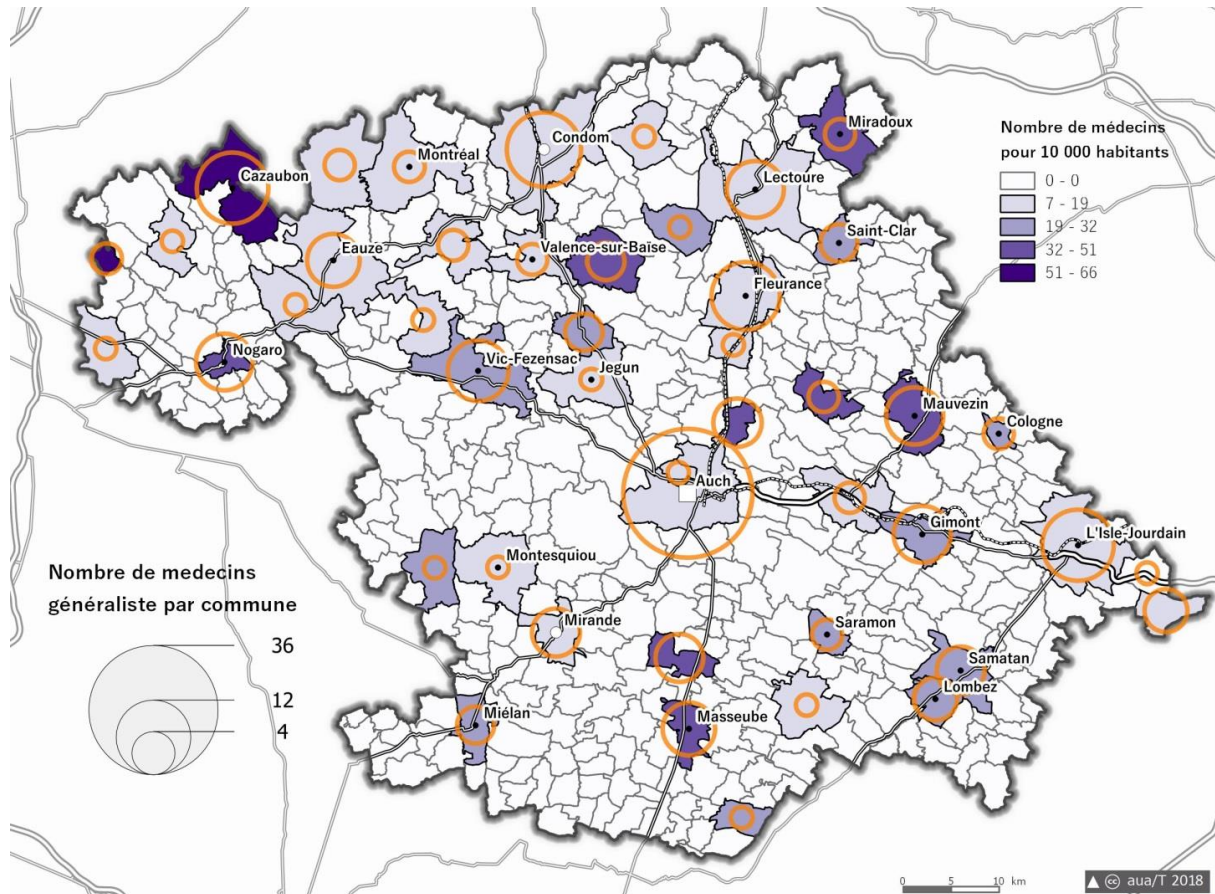 Condom
Miradoux
Nombre de médecins
pour 10 000 habitants
0 - 0
7 - 19
19 - 32
32 - 51
51 - 66
Montréal
Cazaubon
Lectoure
Saint-Clar
Eauze
Valence-sur-Baïse
Fleurance
Nogaro
Vic-Fezensac
Jegun
Mauvezin
Cologne
Auch
Gimont
L'Isle-Jourdain
Montesquiou
Nombre de medecins
généraliste par commune
36
12
4
Mirande
Saramon
Samatan
Lombez
Miélan
Masseube
0 5 10 km
▲ cc aua/T 2018